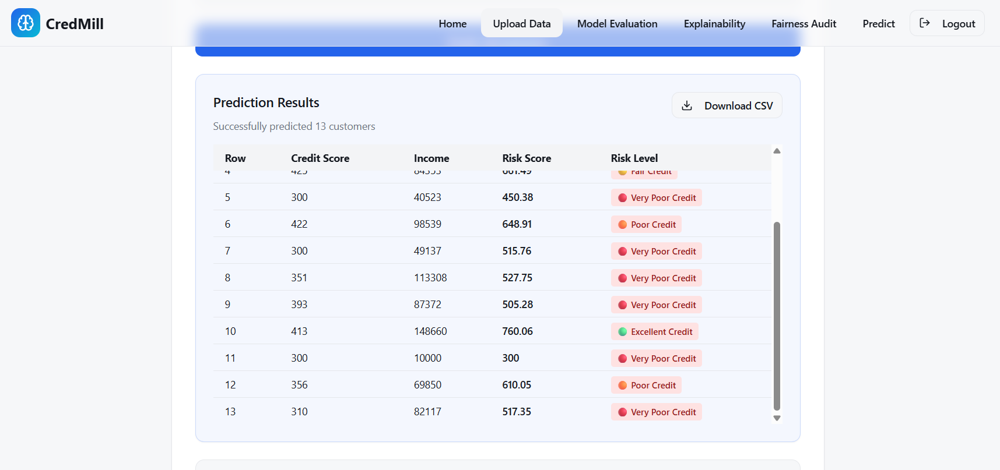 CredMill
Home Upload Data Model Evaluation Explainability Fairness Audit Predict Logout
Prediction Results
Download CSV
Successfully predicted 13 customers
Row Credit Score Income Risk Score Risk Level
4 425 84353 661.49 Fair Credit
5 300 40523 450.38 Very Poor Credit
6 422 98539 648.91 Poor Credit
7 300 49137 515.76 Very Poor Credit
8 351 113308 527.75 Very Poor Credit
9 393 87372 505.28 Very Poor Credit
10 413 148660 760.06 Excellent Credit
11 300 10000 300 Very Poor Credit
12 356 69850 610.05 Poor Credit
13 310 82117 517.35 Very Poor Credit